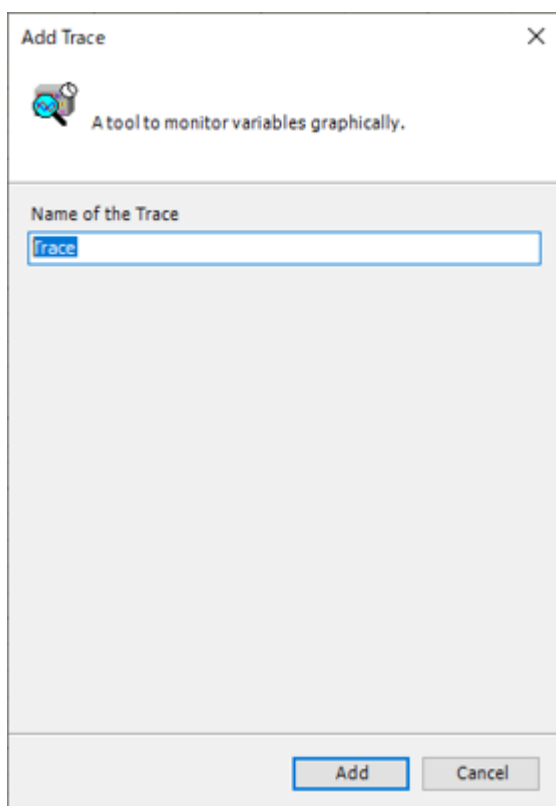 Add Trace
A tool to monitor variables graphically.
Name of the Trace
Trace
Add
Cancel